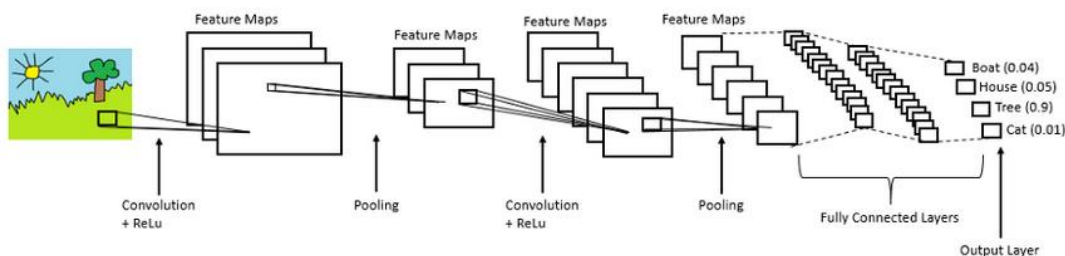 Feature Maps
Feature Maps
Feature Maps
Feature Maps
Boat (0.04)
House (0.05)
Tree (0.9)
Cat (0.01)
Convolution
+ ReLu
Pooling
Convolution
+ ReLu
Pooling
Fully Connected Layers
Output Layer